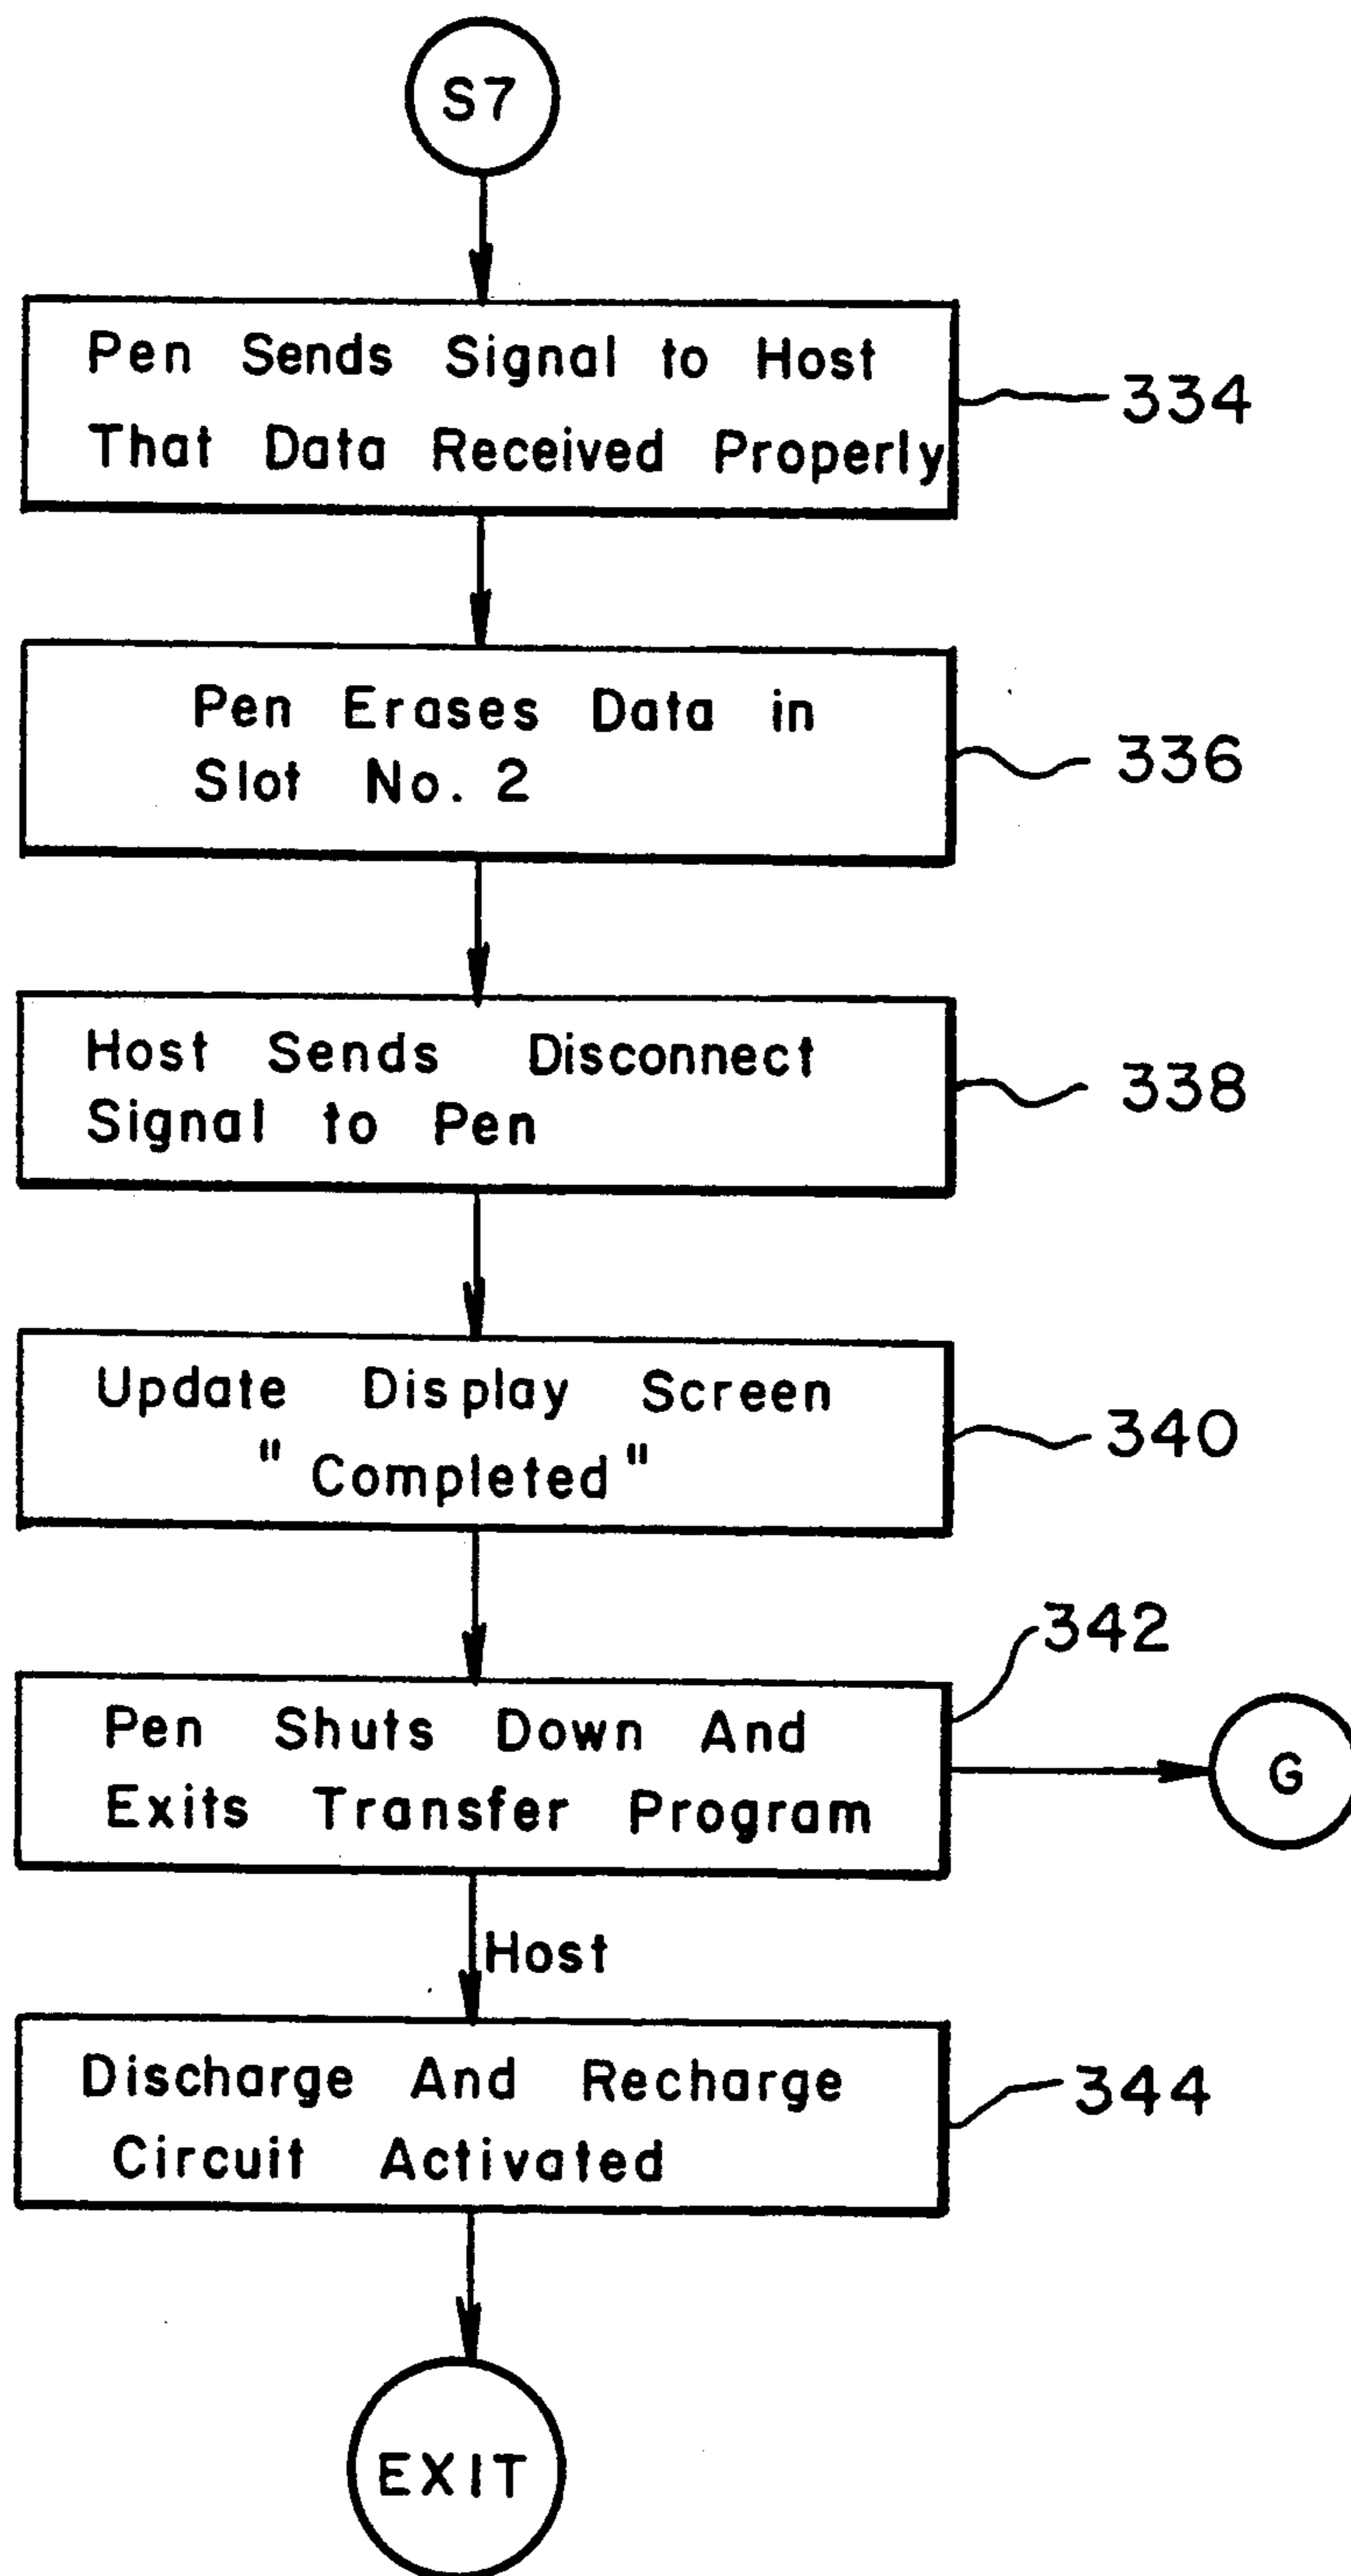 S7
Pen Sends Signal to Host
That Data Received Properly
334
Pen Erases Data in
Slot No. 2
336
Host Sends Disconnect
Signal to Pen
338
Update Display Screen
"Completed"
340
342
Pen Shuts Down And
Exits Transfer Program
G
Host
Discharge And Recharge
Circuit Activated
344
EXIT